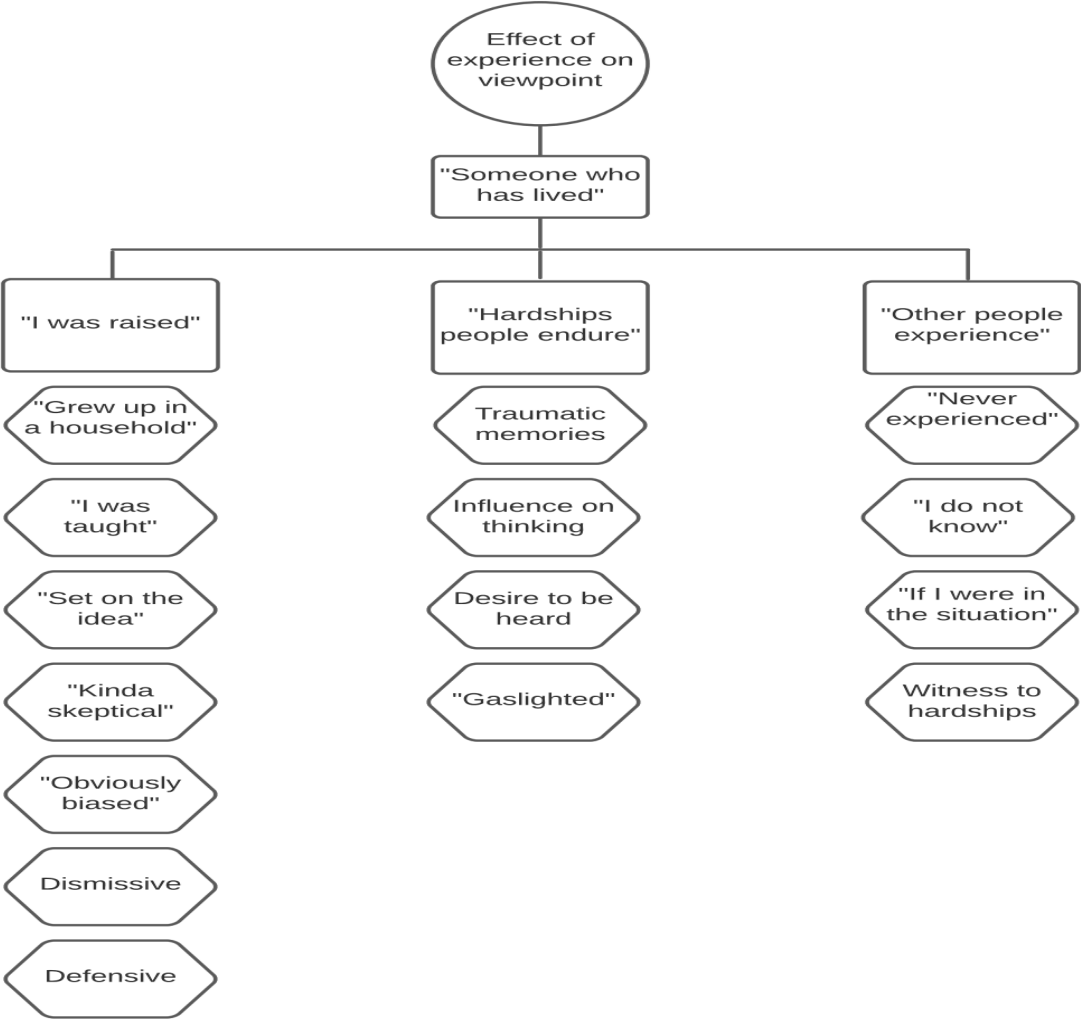 Effect of
experience on
viewpoint
"Someone who
has lived"
"I was raised"
"Hardships
people endure"
"Other people
experience"
"Grew up in
a household"
"I was
taught"
"Set on the
idea"
"Kinda
skeptical"
"Obviously
biased"
Dismissive
Defensive
Traumatic
memories
Influence on
thinking
Desire to be
heard
"Gaslighted"
"Never
experienced"
"I do not
know"
"If I were in
the situation"
Witness to
hardships